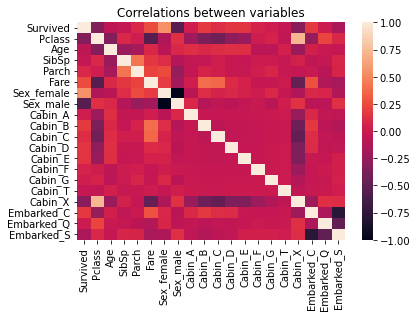 Correlations between variables
Survived
Pclass
Age
SibSp
Parch
Fare
Sex_female
Sex_male
Cabin_A
Cabin_B
Cabin_C
Cabin_D
Cabin_E
Cabin_F
Cabin_G
Cabin_T
Cabin_X
Embarked_C
Embarked_Q
Embarked_S
Survived
Pclass
Age
SibSp
Parch
Fare
Sex_female
Sex_male
Cabin_A
Cabin_B
Cabin_C
Cabin_D
Cabin_E
Cabin_F
Cabin_G
Cabin_T
Cabin_X
Embarked_C
Embarked_Q
Embarked_S
1.00
0.75
0.50
0.25
0.00
−0.25
−0.50
−0.75
−1.00